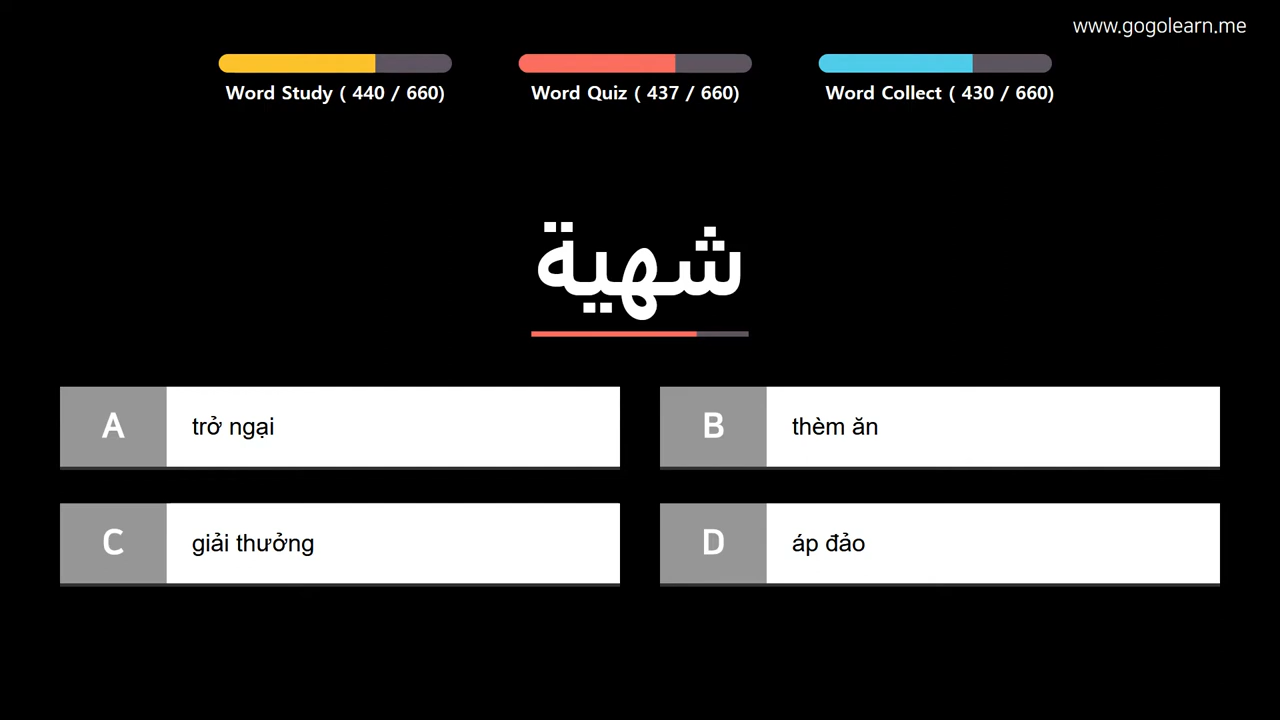 www.gogolearn.me
Word Study ( 440 / 660)
Word Quiz ( 437 / 660)
Word Collect ( 430 / 660)
شهية
A trở ngại
B thèm ăn
C giải thưởng
D áp đảo